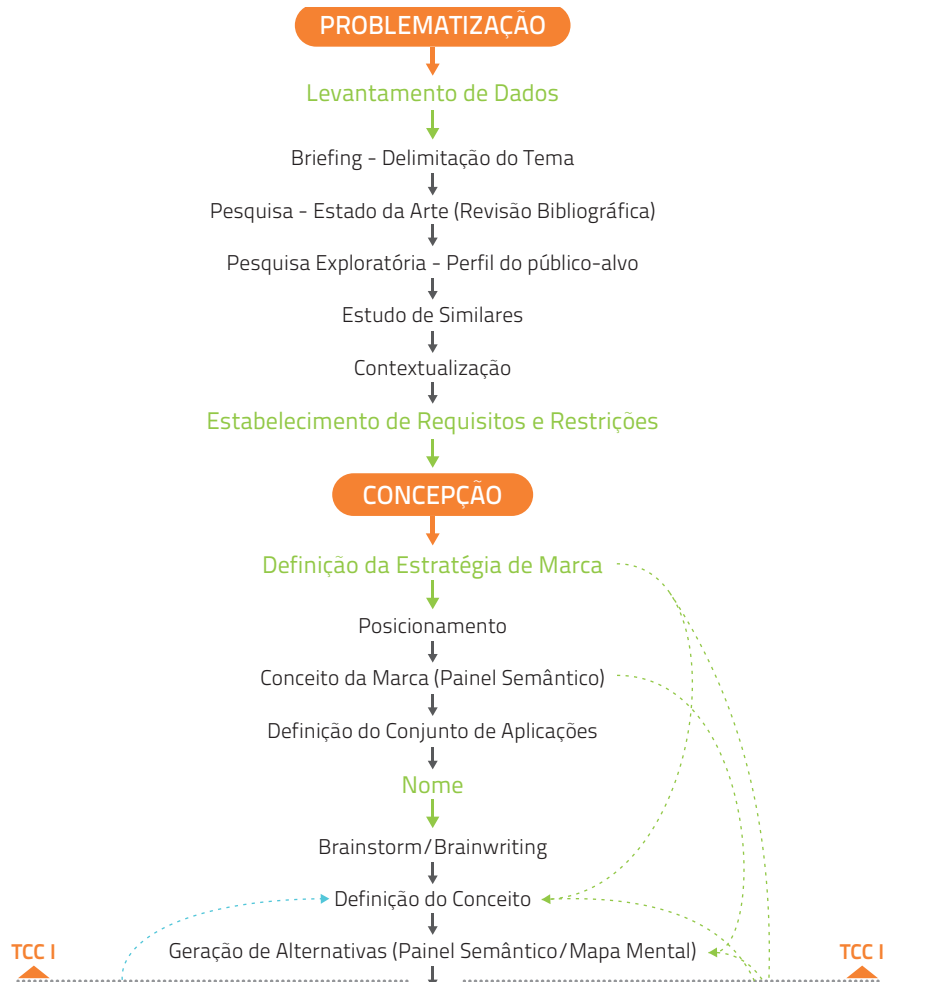 PROBLEMATIZAÇÃO
Levantamento de Dados
Briefing - Delimitação do Tema
Pesquisa - Estado da Arte (Revisão Bibliográfica)
Pesquisa Exploratória - Perfil do público-alvo
Estudo de Similares
Contextualização
Estabelecimento de Requisitos e Restrições
CONCEPÇÃO
Definição da Estratégia de Marca
Posicionamento
Conceito da Marca (Painel Semântico)
Definição do Conjunto de Aplicações
Nome
Brainstorm/Brainwriting
Definição do Conceito
TCC I
Geração de Alternativas (Painel Semântico/Mapa Mental)
TCC I